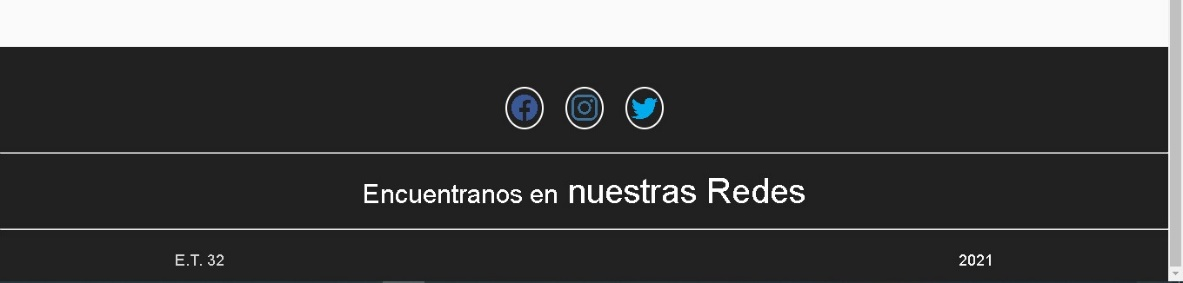 Encuentranos en nuestras Redes
E.T. 32
2021